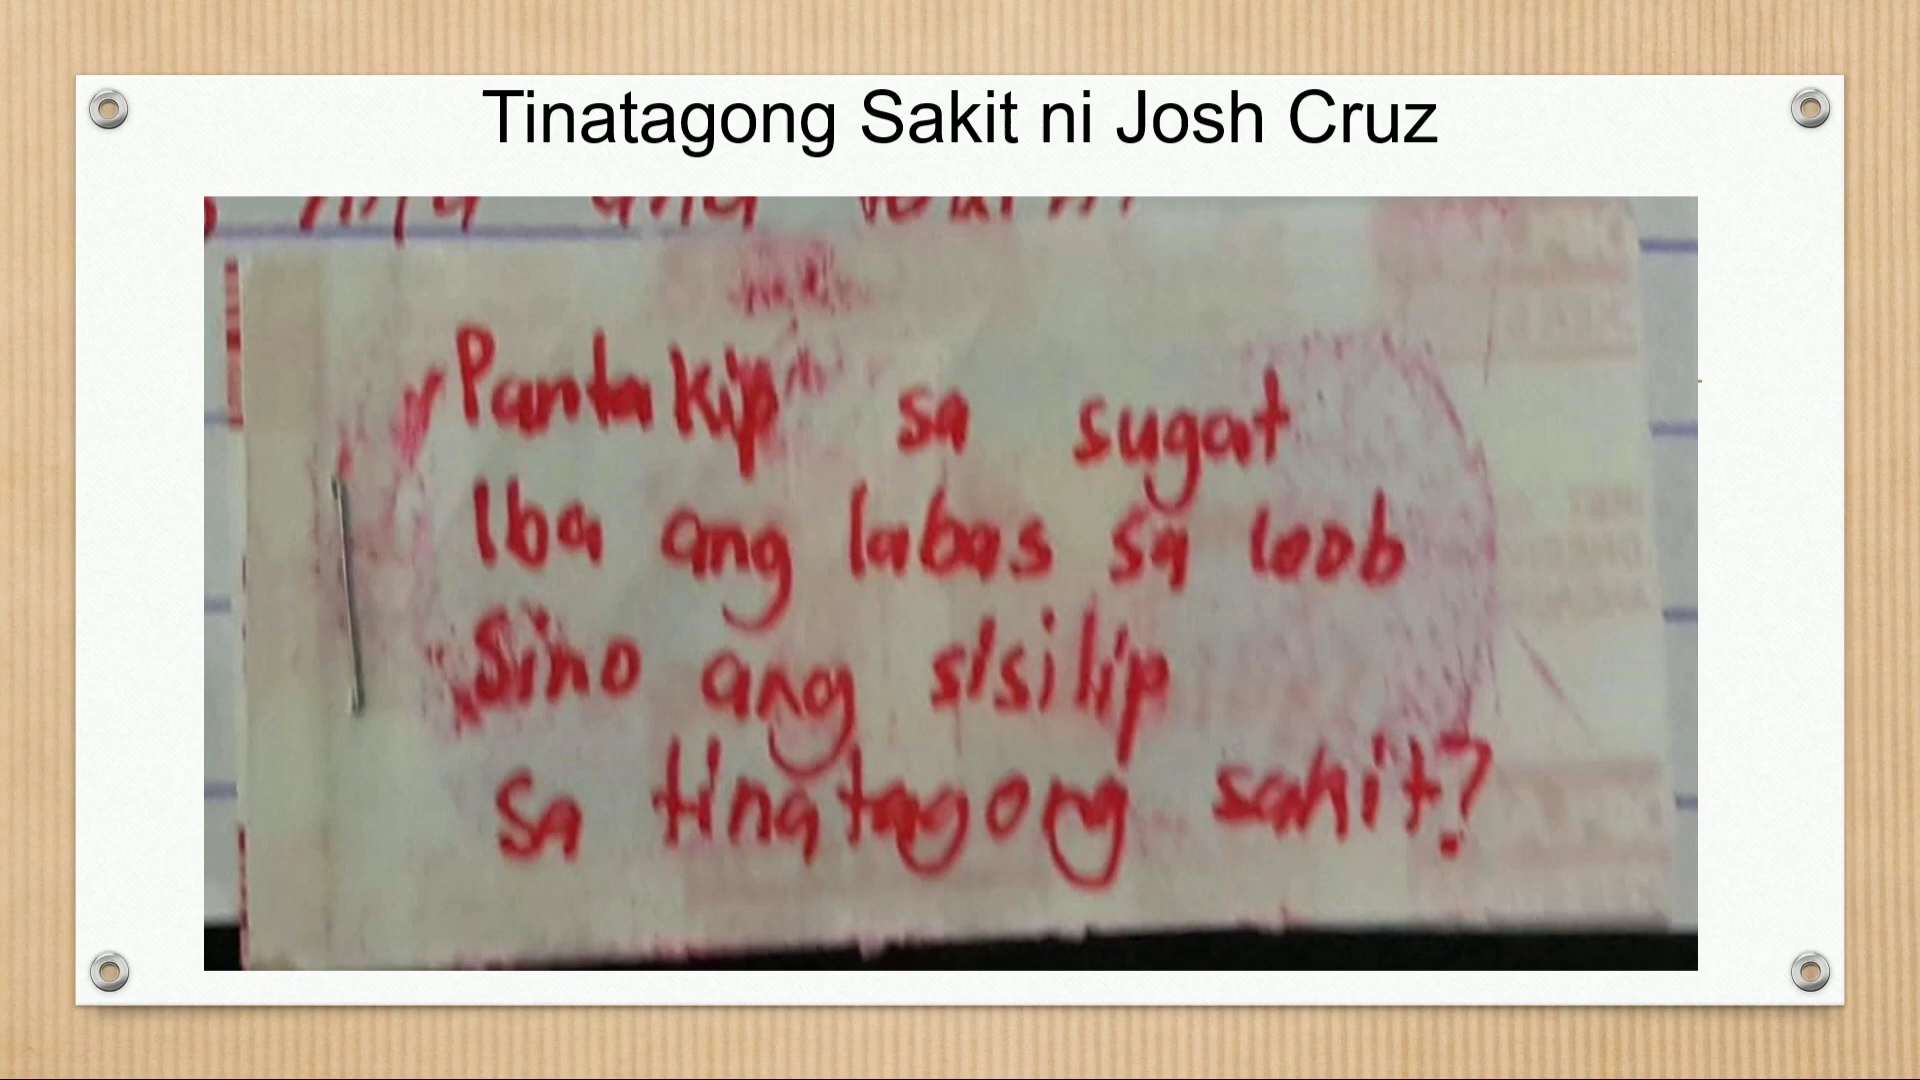 Tinatagong Sakit ni Josh Cruz
Pantakip sa sugat
Iba ang labas sa loob
Sino ang sisilip
sa tinatagong sakit?